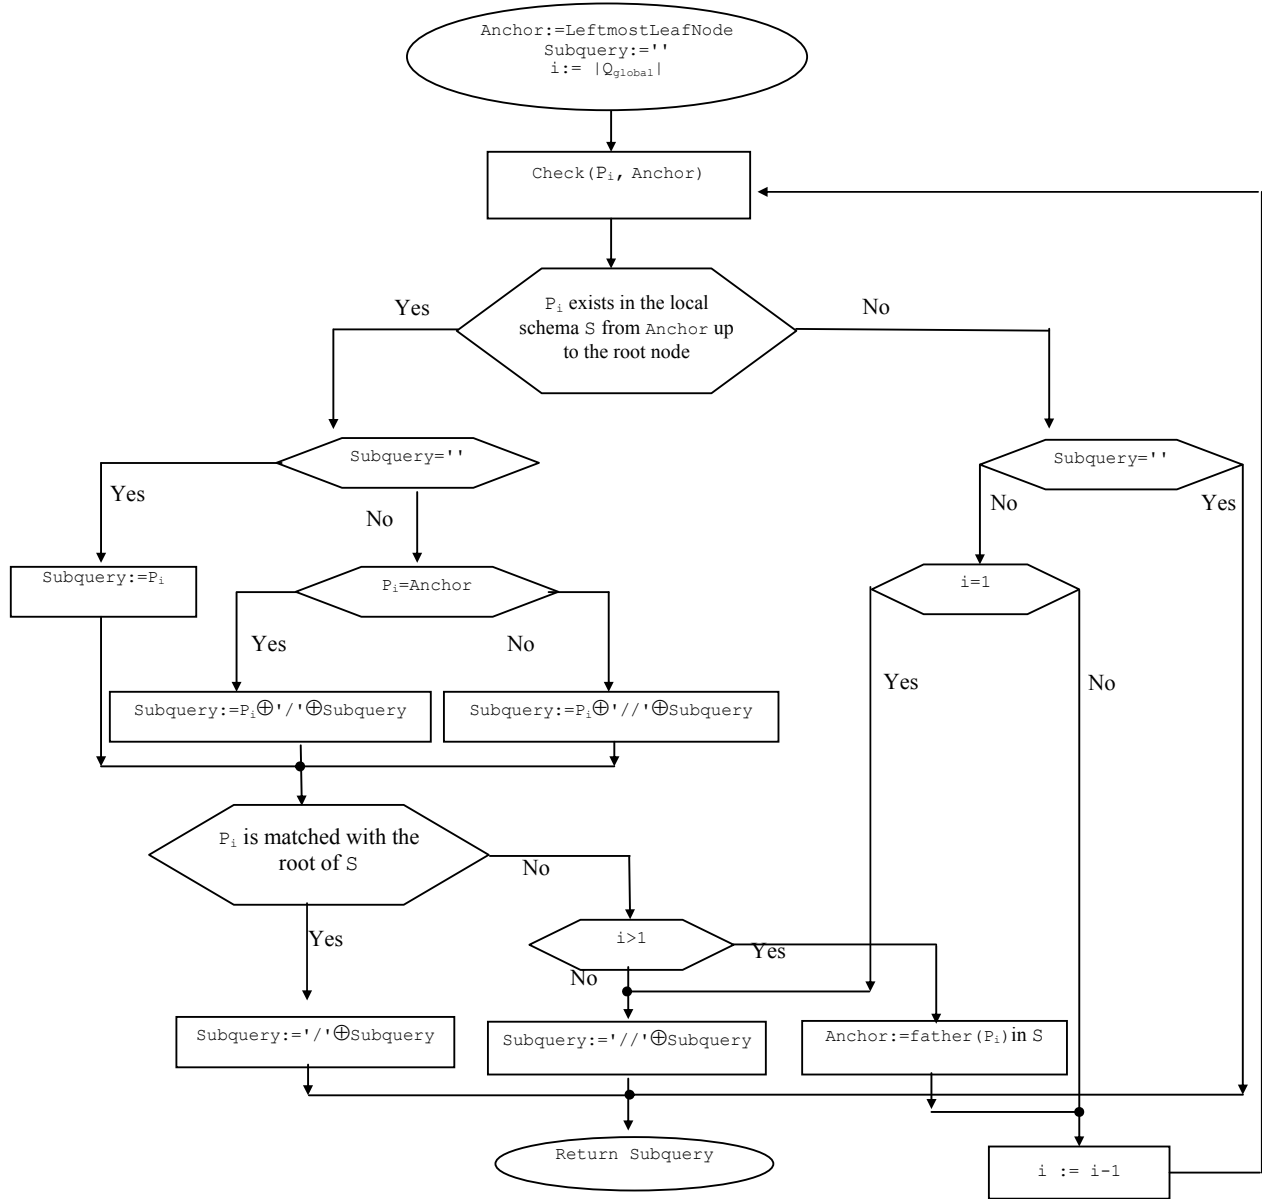 Anchor:=LeftmostLeafNode
Subquery:=''
i:= |Qglobal|
Check(Pi, Anchor)
Pi exists in the local
schema S from Anchor up
to the root node
Yes
No
Subquery=''
Subquery=''
Yes
No
No
Yes
Subquery:=Pi
Pi=Anchor
i=1
Yes
No
Yes
No
Subquery:=Pi⊕'/'⊕Subquery
Subquery:=Pi⊕'//'⊕Subquery
Pi is matched with the
root of S
No
Yes
i>1
Yes
No
Subquery:='/'⊕Subquery
Subquery:='//'⊕Subquery
Anchor:=father(Pi)in S
Return Subquery
i := i-1